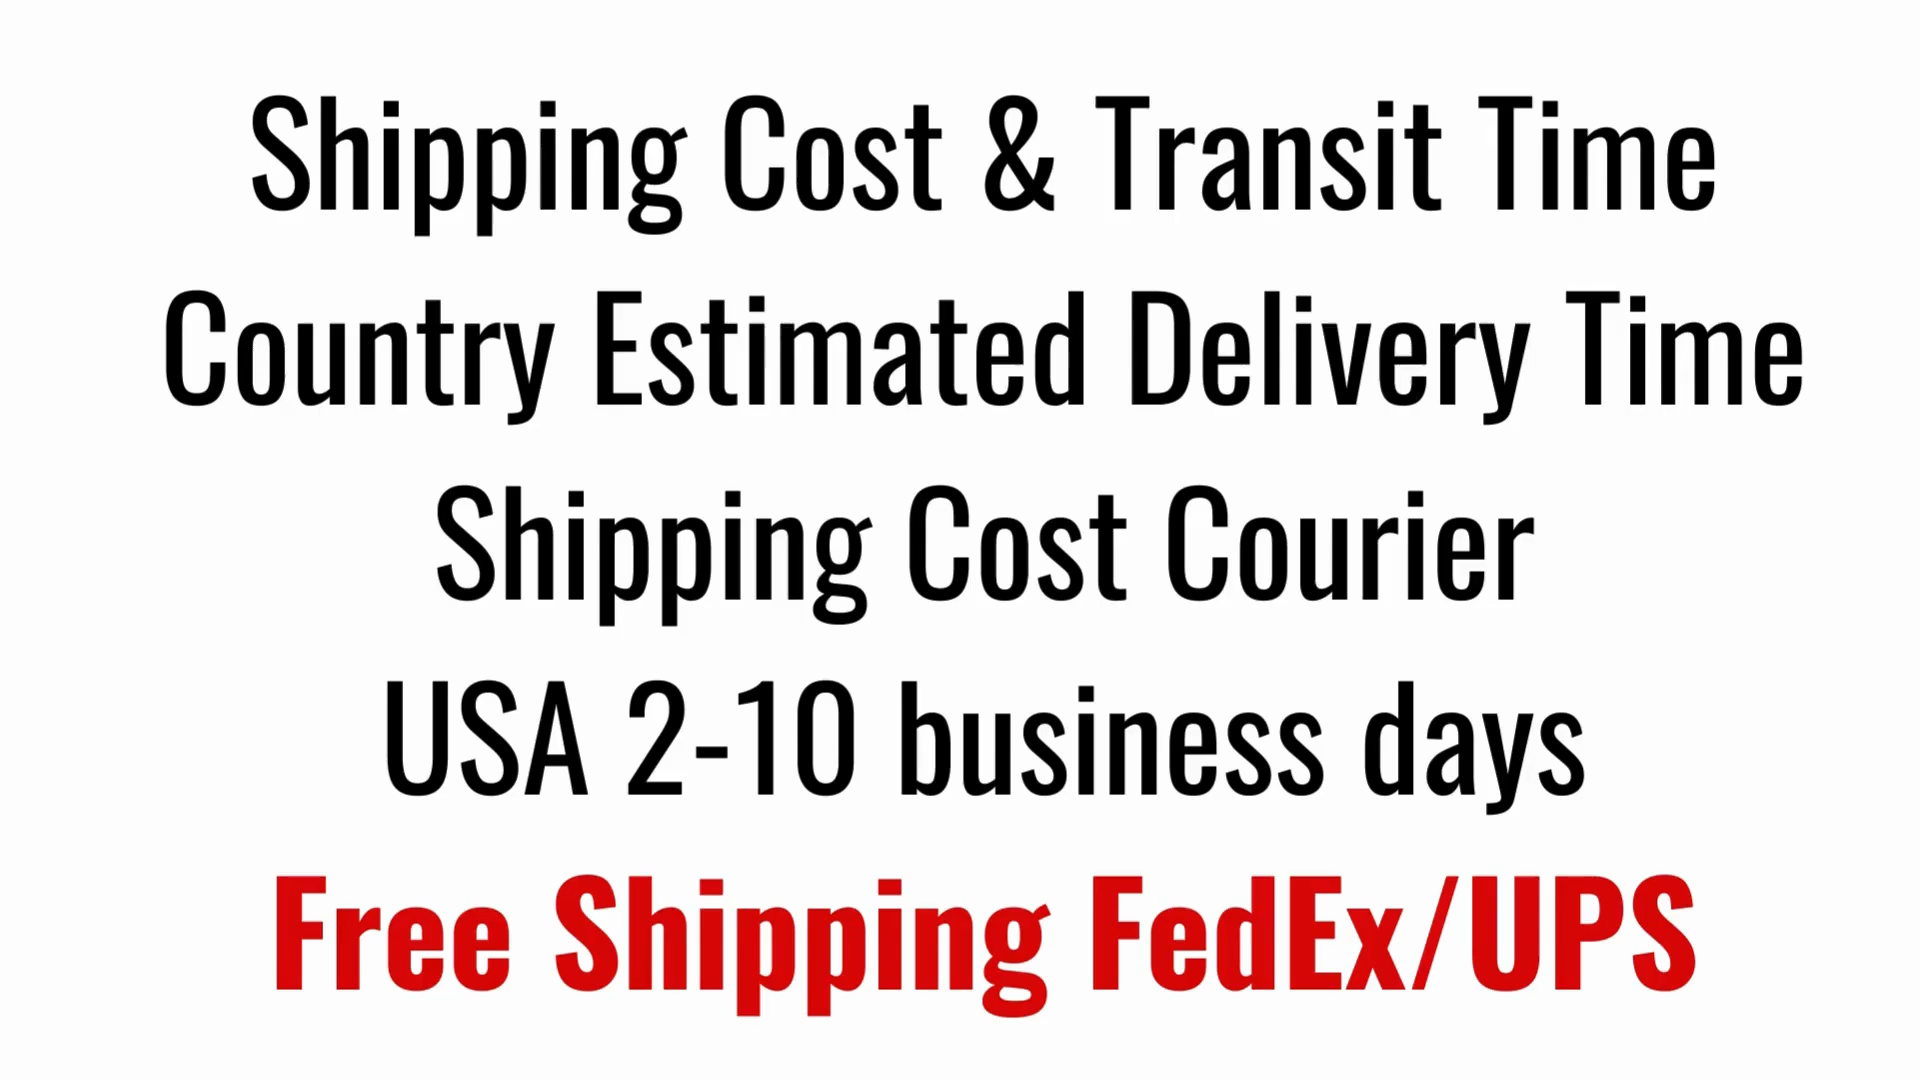 Shipping Cost & Transit Time
Country Estimated Delivery Time
Shipping Cost Courier
USA 2-10 business days
Free Shipping FedEx/UPS